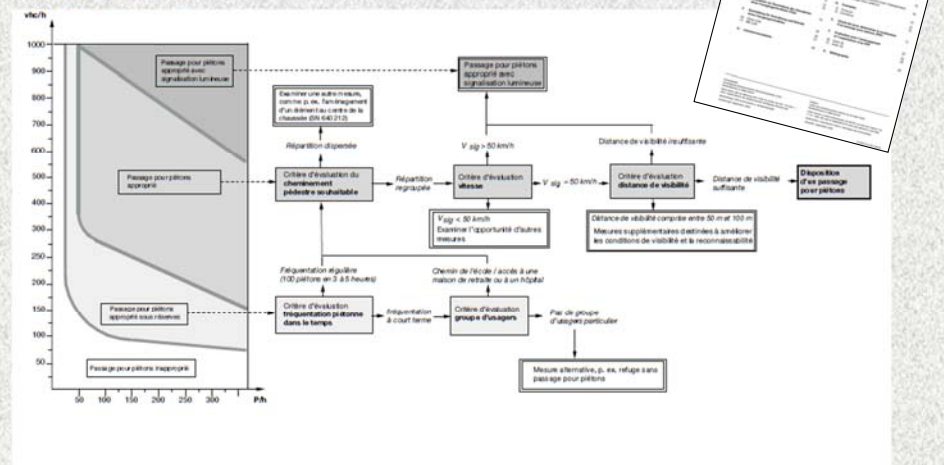 vhc/h
1000
900
800
700
600
500
400
300
250
200
150
100
50
50 100 150 200 300 P/h
Passage pour piétons
approprié avec
signalisation lumineuse
Passage pour piétons
approprié
Passage pour piétons
approprié sous réserves
Passage pour piétons inapproprié
Passage pour piétons
approprié avec
signalisation lumineuse
Examiner une autre mesure,
comme p. ex. l'aménagement
d'un élément au centre de la
chaussée (SN 640 212)
Répartition dispersée
V sig > 50 km/h
Distance de visibilité insuffisante
Critère d'évaluation du
cheminement
pédestre souhaitable
Répartition
regroupée
Critère d'évaluation
vitesse
V sig = 50 km/h
Critère d'évaluation
distance de visibilité
Distance de visibilité
suffisante
Disposition
d'un passage
pour piétons
V sig < 50 km/h
Examiner l'opportunité d'autres
mesures
Distance de visibilité comprise entre 50 m et 100 m
Mesures supplémentaires destinées à améliorer
les conditions de visibilité et la reconnaissabilité
Fréquentation régulière
(100 piétons en 3 à 5 heures)
Chemin de l'école / accès à une
maison de retraite ou à un hôpital
Critère d'évaluation
fréquentation piétonne
dans le temps
Fréquentation
à court terme
Critère d'évaluation
groupe d'usagers
Pas de groupe
d'usagers particulier
Mesure alternative, p. ex. refuge sans
passage pour piétons